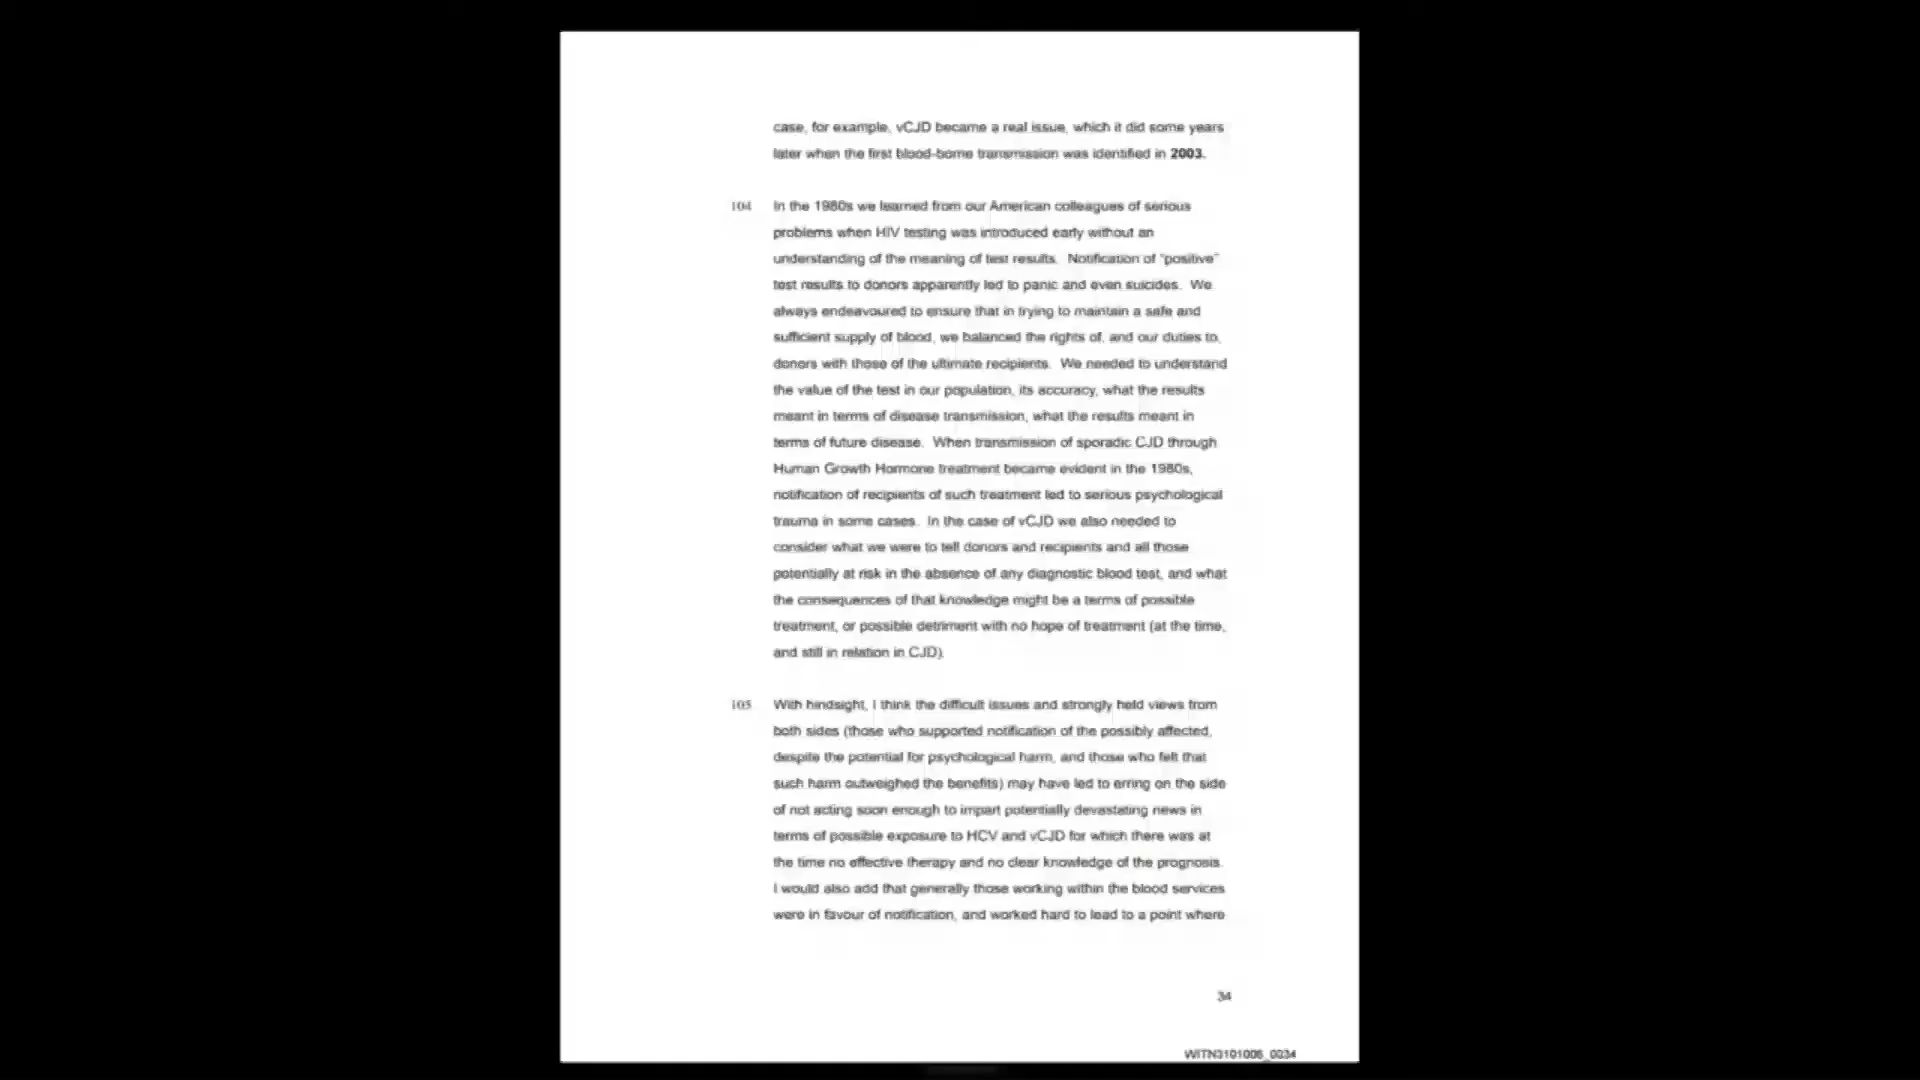 case, for example, vCJD became a real issue, which it did some years
later when the first blood-borne transmission was identified in 2003.
104. In the 1980s we learned from our American colleagues of serious
problems when HIV testing was introduced early without an
understanding of the meaning of test results. Notification of "positive"
test results to donors apparently led to panic and even suicides. We
always endeavoured to ensure that in trying to maintain a safe and
sufficient supply of blood, we balanced the rights of, and our duties to,
donors with those of the ultimate recipients. We needed to understand
the value of the test in our population, its accuracy, what the results
meant in terms of disease transmission, what the results meant in
terms of future disease. When transmission of sporadic CJD through
Human Growth Hormone treatment became evident in the 1980s,
notification of recipients of such treatment led to serious psychological
trauma in some cases. In the case of vCJD we also needed to
consider what we were to tell donors and recipients and all those
potentially at risk in the absence of any diagnostic blood test, and what
the consequences of that knowledge might be a terms of possible
treatment, or possible detriment with no hope of treatment (at the time,
and still in relation in CJD).
105. With hindsight, I think the difficult issues and strongly held views from
both sides (those who supported notification of the possibly affected,
despite the potential for psychological harm, and those who felt that
such harm outweighed the benefits) may have led to erring on the side
of not acting soon enough to impart potentially devastating news in
terms of possible exposure to HCV and vCJD for which there was at
the time no effective therapy and no clear knowledge of the prognosis.
I would also add that generally those working within the blood services
were in favour of notification, and worked hard to lead to a point where
34
WITN3101006_0034